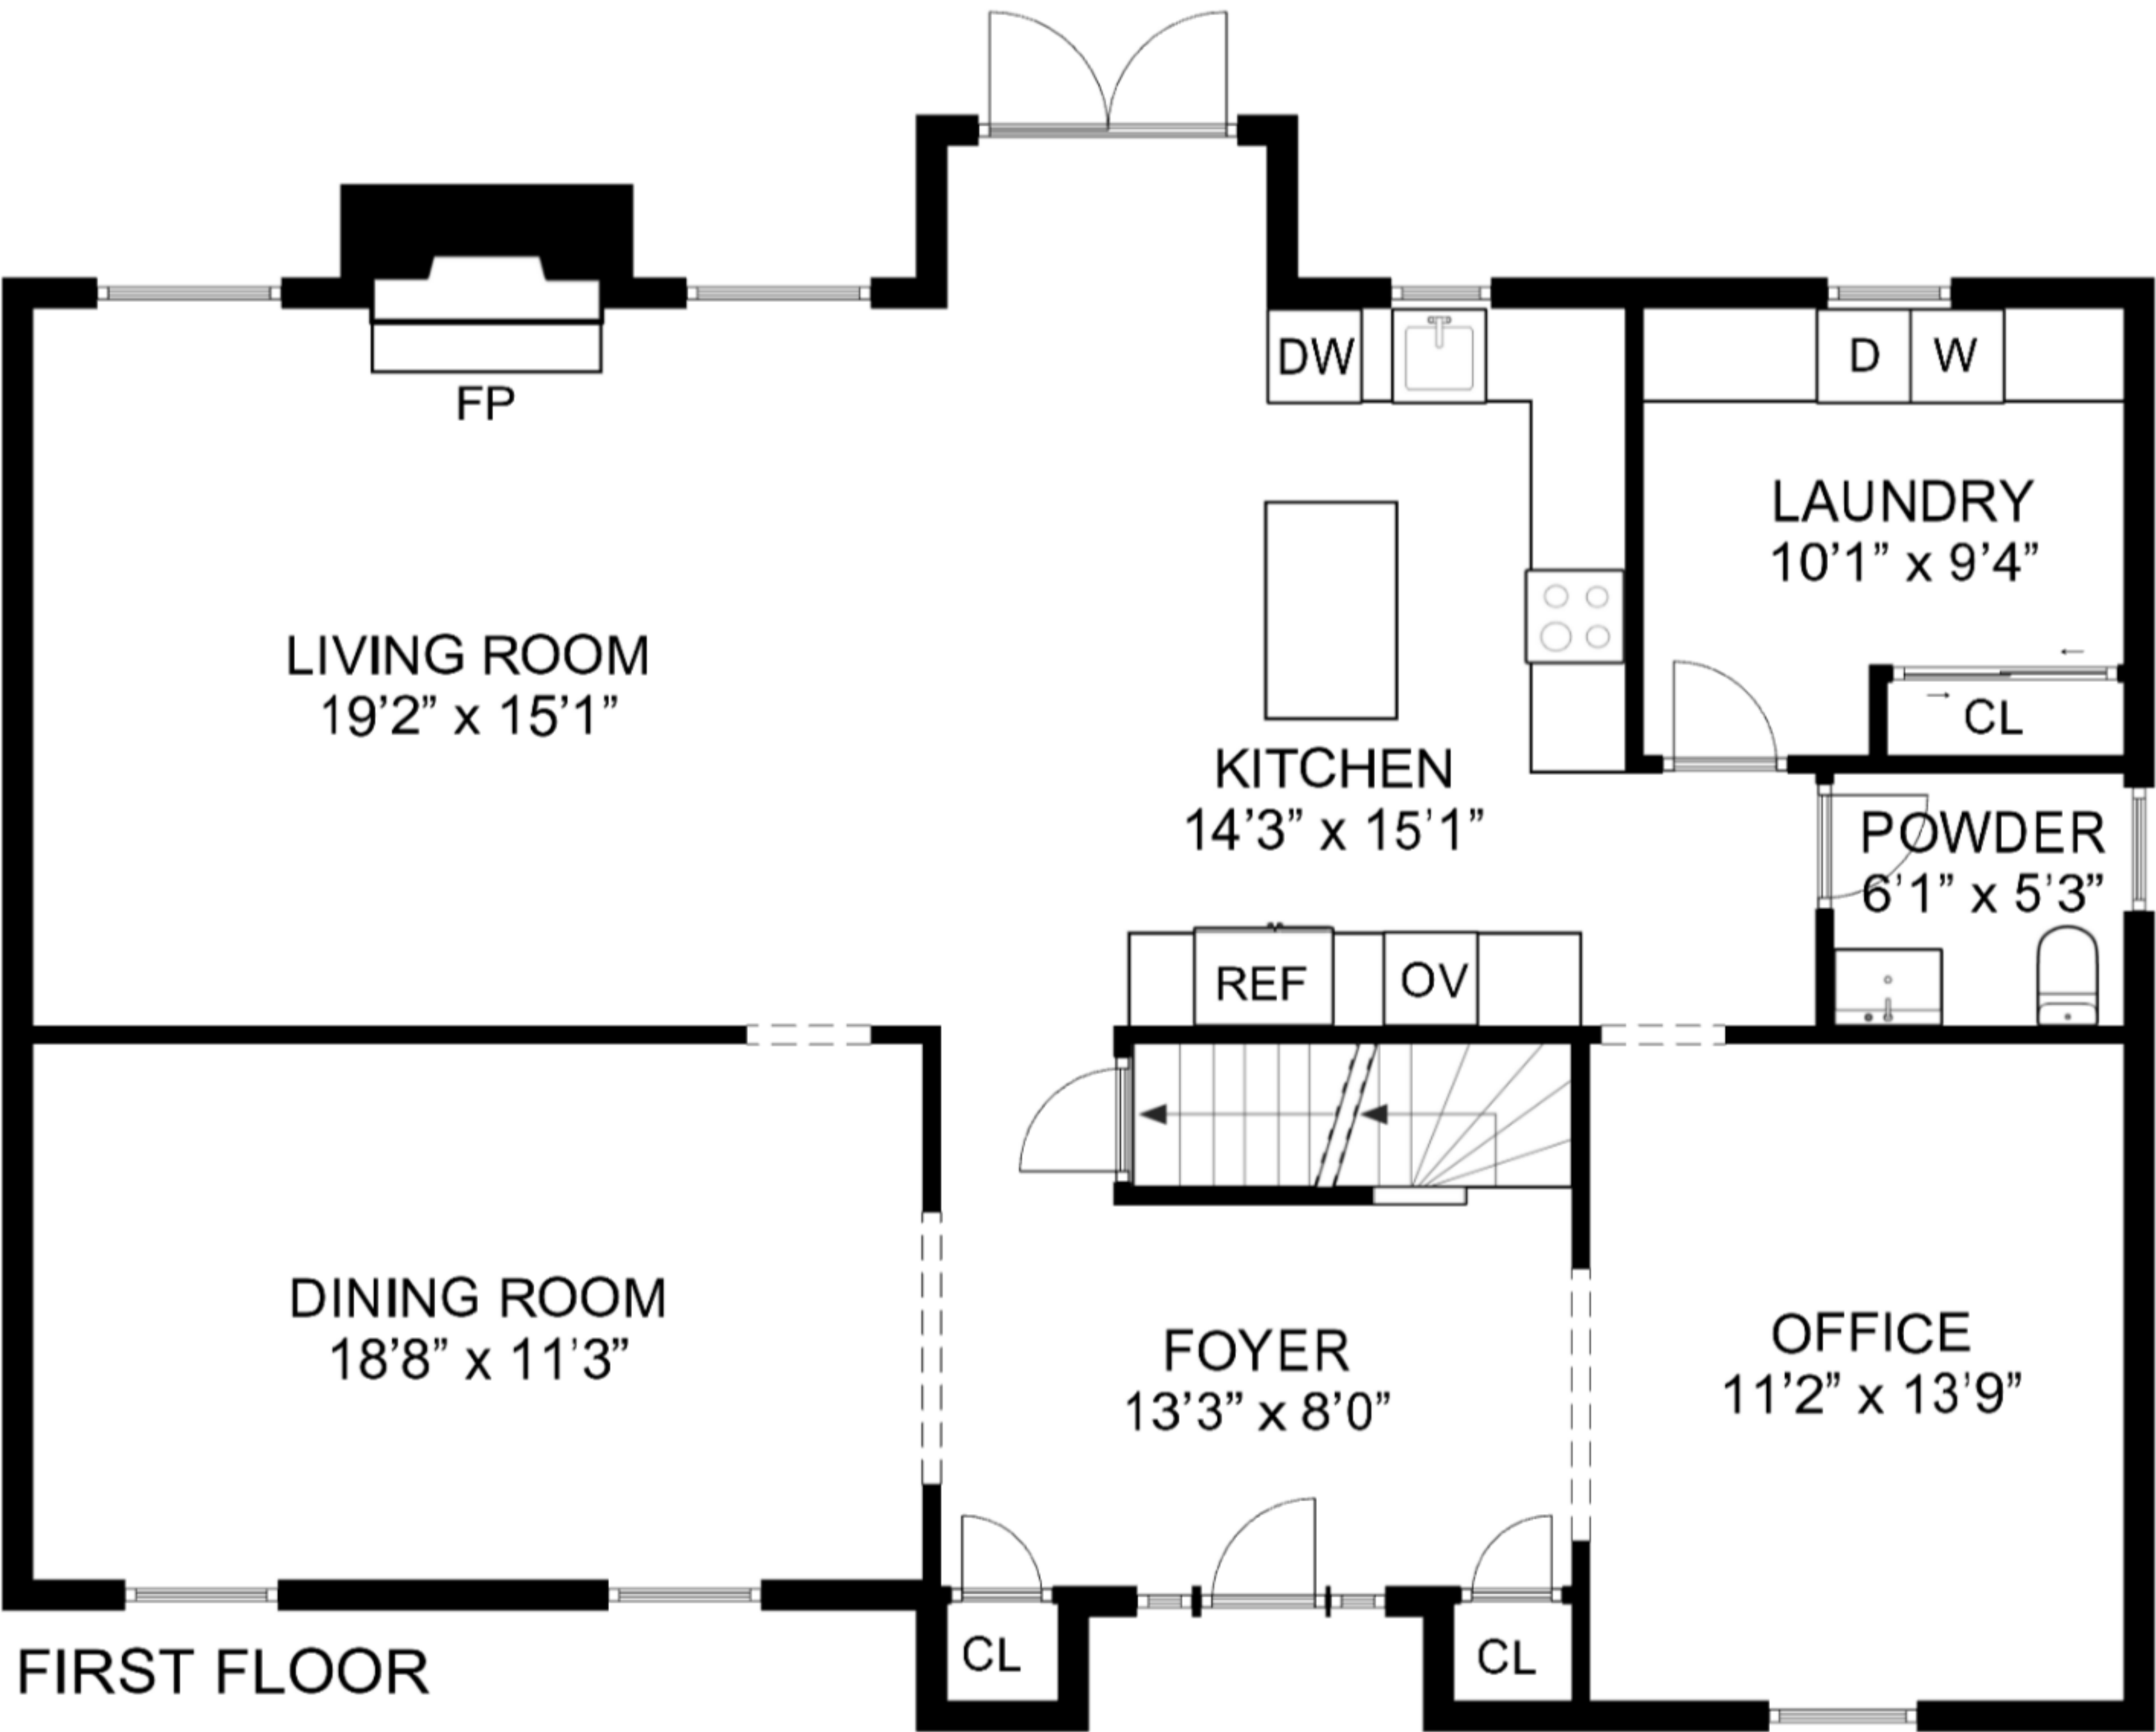 DW
D
W
FP
LAUNDRY
10’1” x 9’4”
LIVING ROOM
19’2” x 15’1”
CL
KITCHEN
14’3” x 15’1”
POWDER
6’1” x 5’3”
REF
OV
DINING ROOM
18’8” x 11’3”
FOYER
13’3” x 8’0”
OFFICE
11’2” x 13’9”
CL
CL
FIRST FLOOR